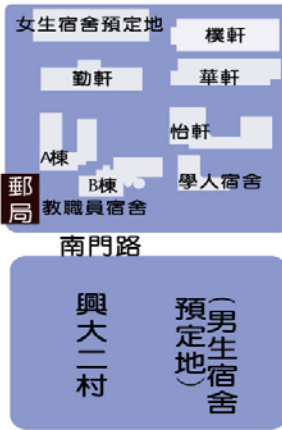 女生宿舍預定地
樸軒
勤軒
華軒
怡軒
A棟
B棟
學人宿舍
郵局
教職員宿舍
南門路
興大二村
(男生宿舍
預定地)